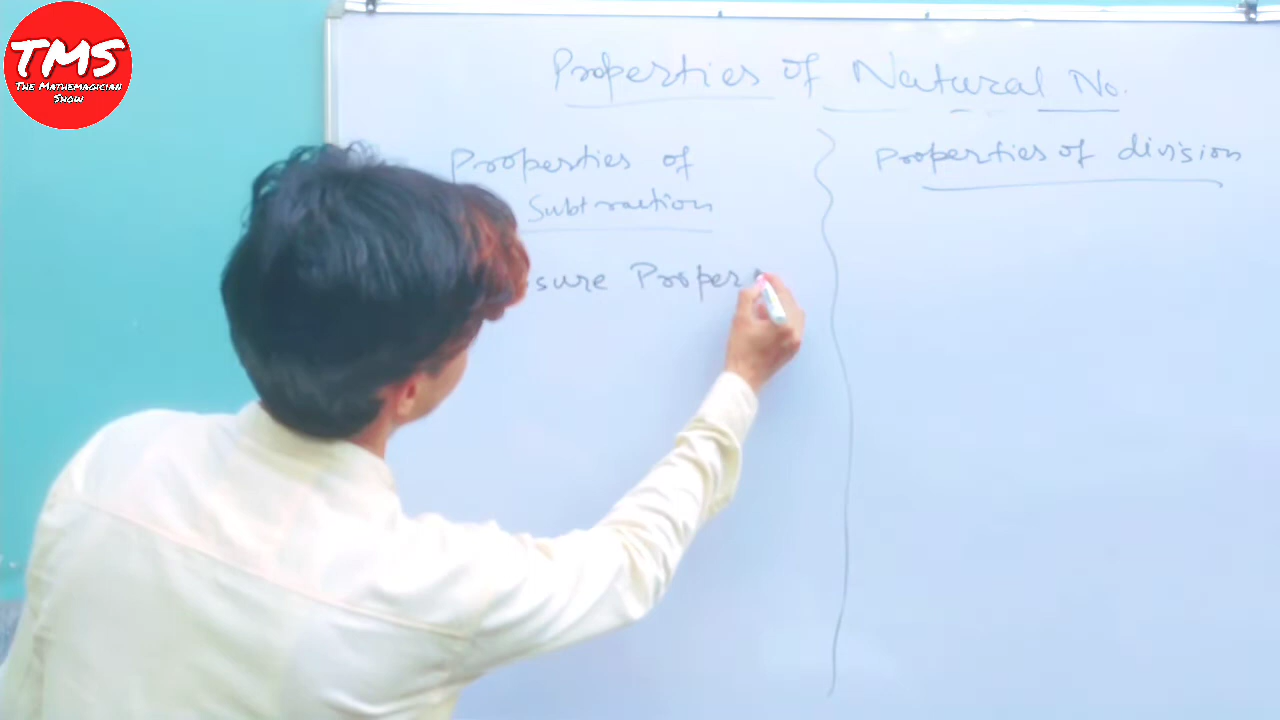 TMS
The Mathemagician
Show
Properties of Natural No.
Properties of
Subtraction
sure Proper
Properties of division